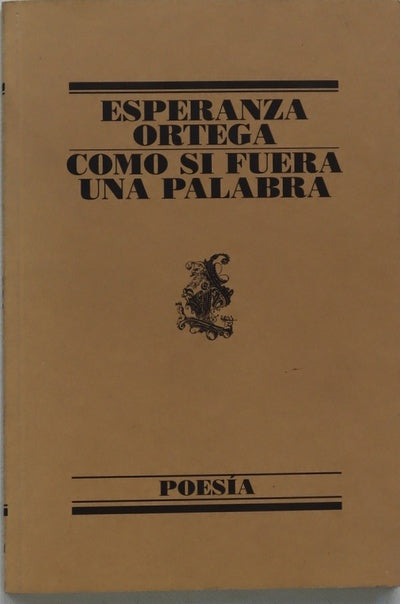 ESPERANZA
ORTEGA
COMO SI FUERA
UNA PALABRA
POESÍA